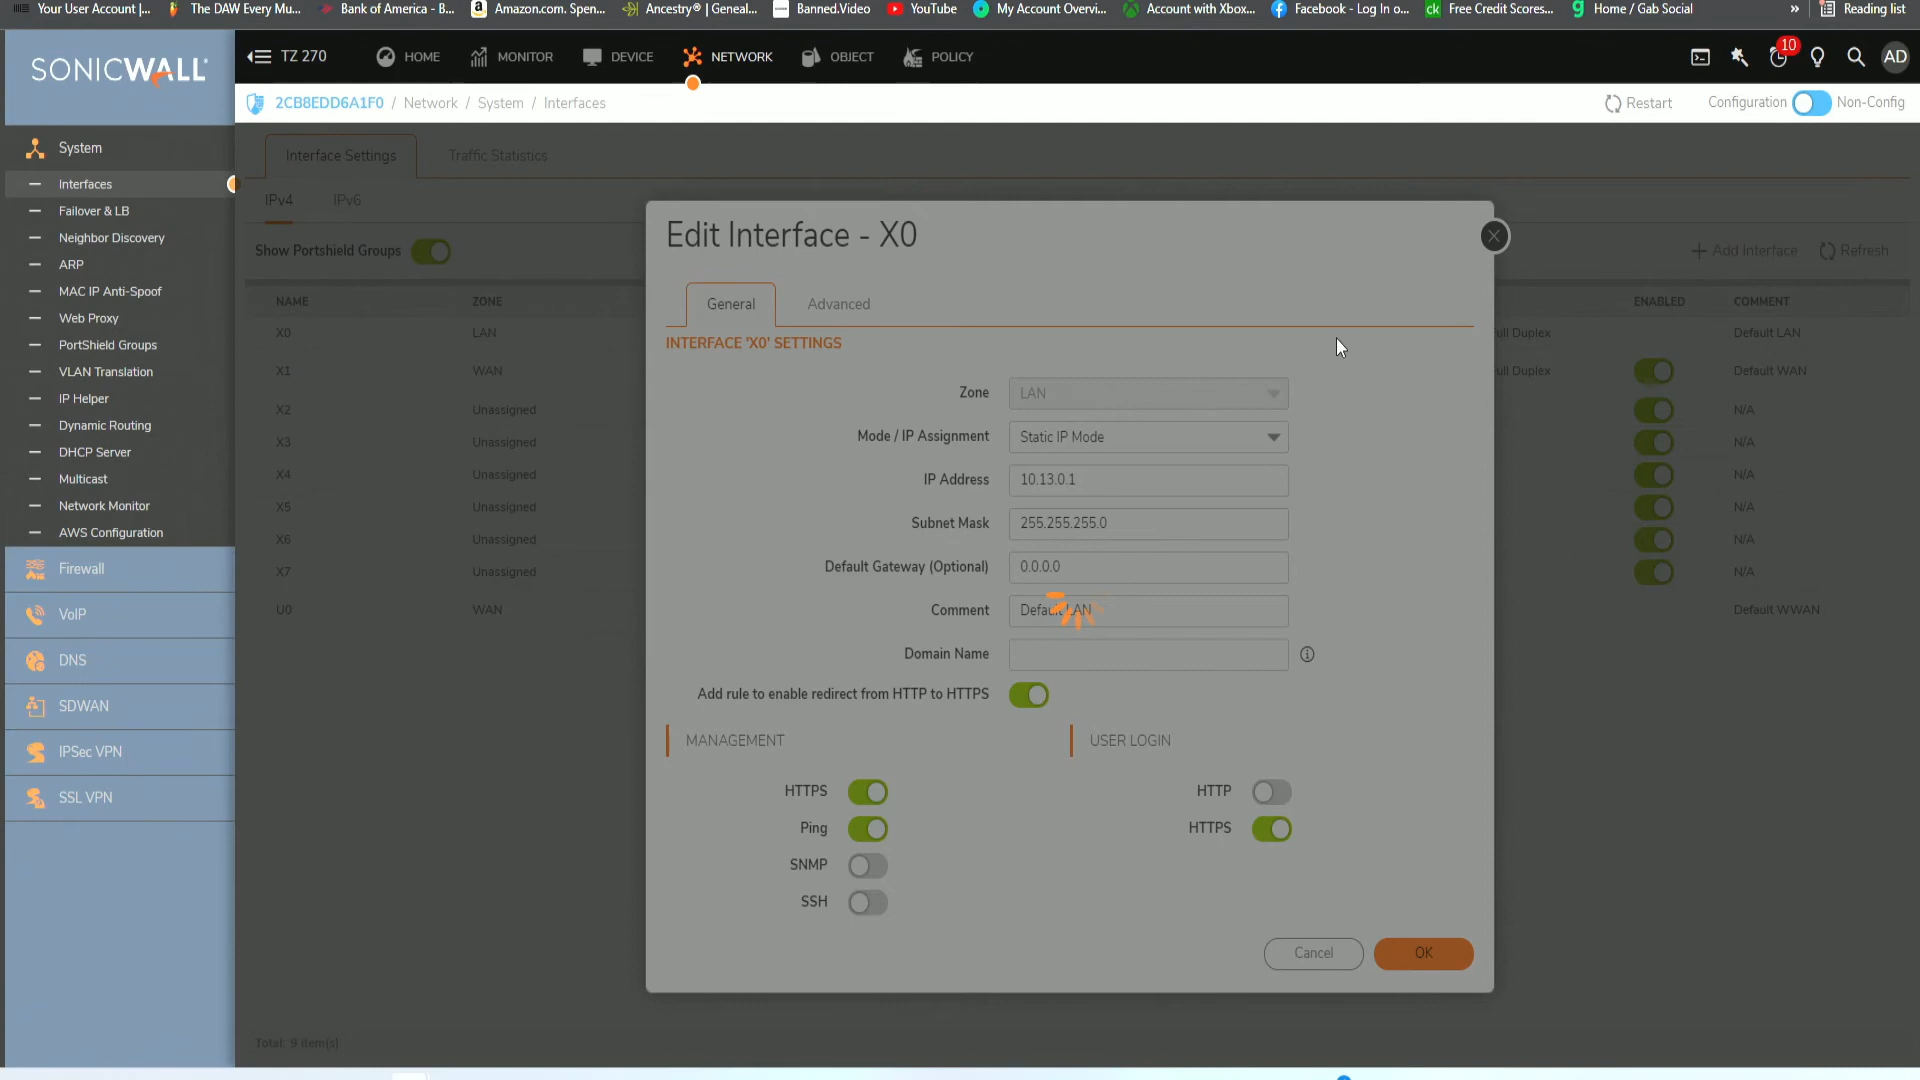 Your User Account |... The DAW Every Mu... Bank of America - B... Amazon.com. Spen... Ancestry® | Geneal... Banned.Video YouTube My Account Overvi... Account with Xbox... Facebook - Log In o... ck Free Credit Scores... Home / Gab Social » Reading list
SONICWALL
TZ 270 HOME MONITOR DEVICE NETWORK OBJECT POLICY 10 AD
2CB8EDD6A1F0 / Network / System / Interfaces Restart Configuration Non-Config
System
Interfaces
Failover & LB
Neighbor Discovery
ARP
MAC IP Anti-Spoof
Web Proxy
PortShield Groups
VLAN Translation
IP Helper
Dynamic Routing
DHCP Server
Multicast
Network Monitor
AWS Configuration
Firewall
VoIP
DNS
SDWAN
IPSec VPN
SSL VPN
Interface Settings Traffic Statistics
IPv4 IPv6
Show Portshield Groups + Add Interface Refresh
NAME ZONE ENABLED COMMENT
X0 LAN ull Duplex Default LAN
X1 WAN ull Duplex Default WAN
X2 Unassigned N/A
X3 Unassigned N/A
X4 Unassigned N/A
X5 Unassigned N/A
X6 Unassigned N/A
X7 Unassigned N/A
U0 WAN Default WWAN
Total: 9 item(s)
Edit Interface - X0
General Advanced
INTERFACE 'X0' SETTINGS
Zone LAN
Mode / IP Assignment Static IP Mode
IP Address 10.13.0.1
Subnet Mask 255.255.255.0
Default Gateway (Optional) 0.0.0.0
Comment Default LAN
Domain Name
Add rule to enable redirect from HTTP to HTTPS
MANAGEMENT USER LOGIN
HTTPS HTTP
Ping HTTPS
SNMP
SSH
Cancel OK